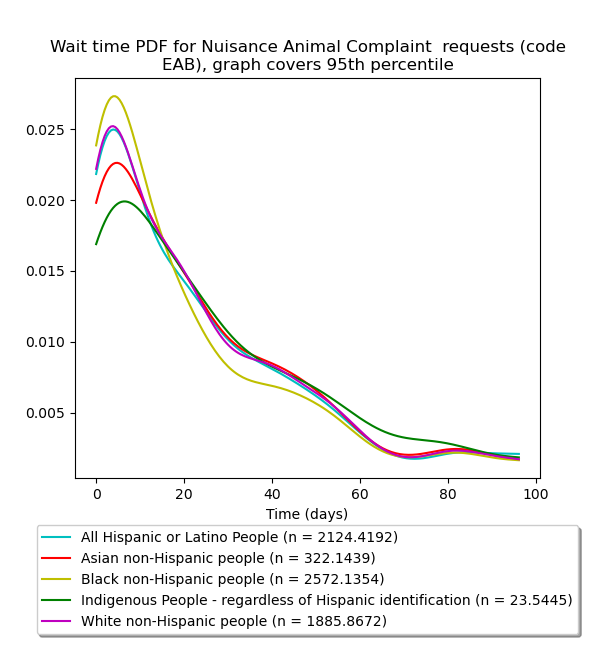 Wait time PDF for Nuisance Animal Complaint  requests (code
EAB), graph covers 95th percentile
0.025
0.020
0.015
0.010
0.005
0 20 40 60 80 100
Time (days)
All Hispanic or Latino People (n = 2124.4192)
Asian non-Hispanic people (n = 322.1439)
Black non-Hispanic people (n = 2572.1354)
Indigenous People - regardless of Hispanic identification (n = 23.5445)
White non-Hispanic people (n = 1885.8672)